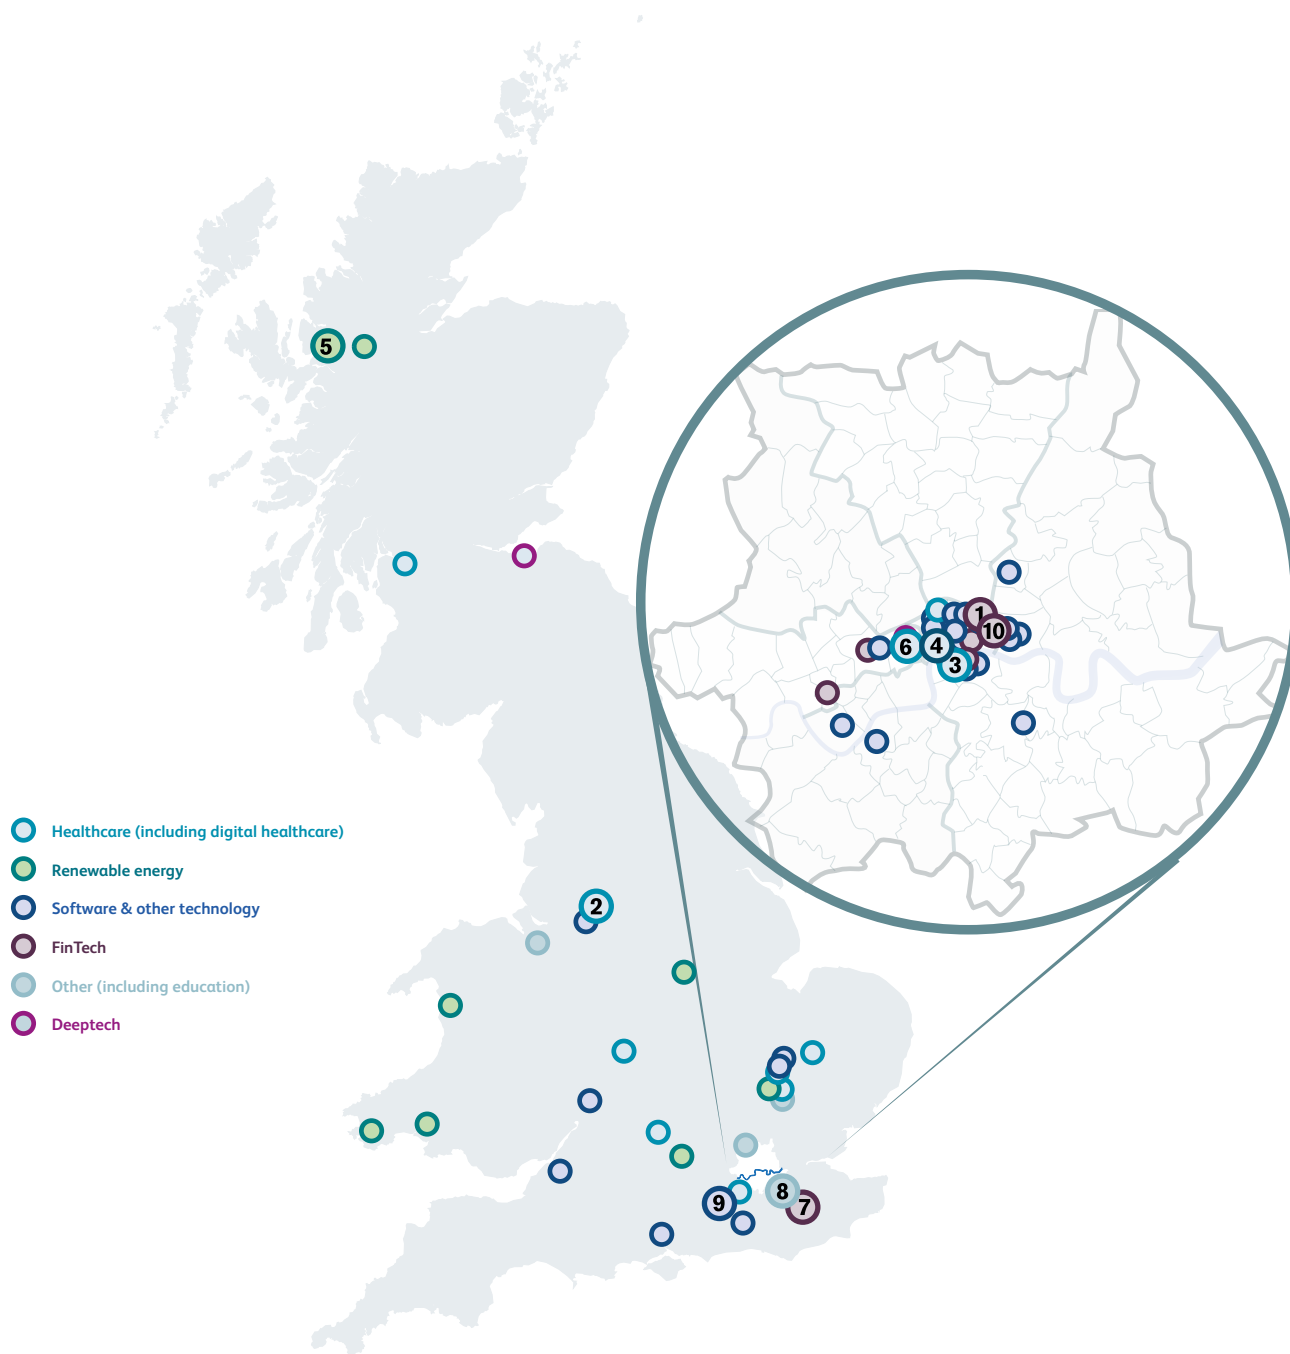 5
1
10
6
4
3
Healthcare (including digital healthcare)
Renewable energy
Software & other technology
FinTech
Other (including education)
Deeptech
2
8
9
7